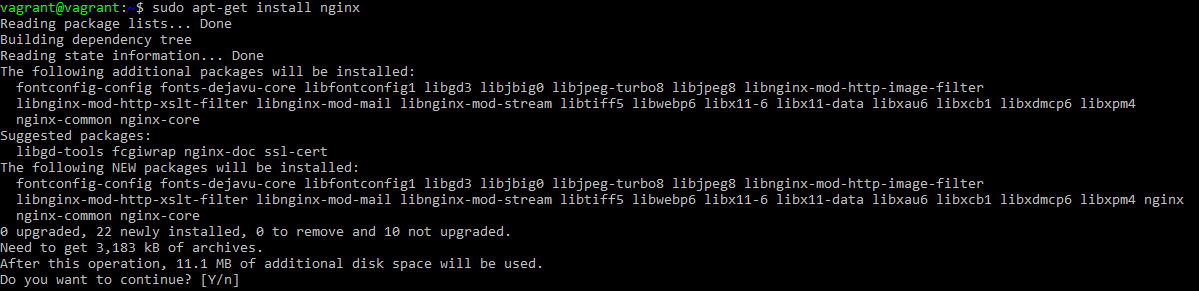 vagrant@vagrant:~$ sudo apt-get install nginx
Reading package lists... Done
Building dependency tree
Reading state information... Done
The following additional packages will be installed:
  fontconfig-config fonts-dejavu-core libfontconfig1 libgd3 libjbig0 libjpeg-turbo8 libjpeg8 libnginx-mod-http-image-filter
  libnginx-mod-http-xslt-filter libnginx-mod-mail libnginx-mod-stream libtiff5 libwebp6 libx11-6 libx11-data libxau6 libxcb1 libxdmcp6 libxpm4
  nginx-common nginx-core
Suggested packages:
  libgd-tools fcgiwrap nginx-doc ssl-cert
The following NEW packages will be installed:
  fontconfig-config fonts-dejavu-core libfontconfig1 libgd3 libjbig0 libjpeg-turbo8 libjpeg8 libnginx-mod-http-image-filter
  libnginx-mod-http-xslt-filter libnginx-mod-mail libnginx-mod-stream libtiff5 libwebp6 libx11-6 libx11-data libxau6 libxcb1 libxdmcp6 libxpm4 nginx
  nginx-common nginx-core
0 upgraded, 22 newly installed, 0 to remove and 10 not upgraded.
Need to get 3,183 kB of archives.
After this operation, 11.1 MB of additional disk space will be used.
Do you want to continue? [Y/n]